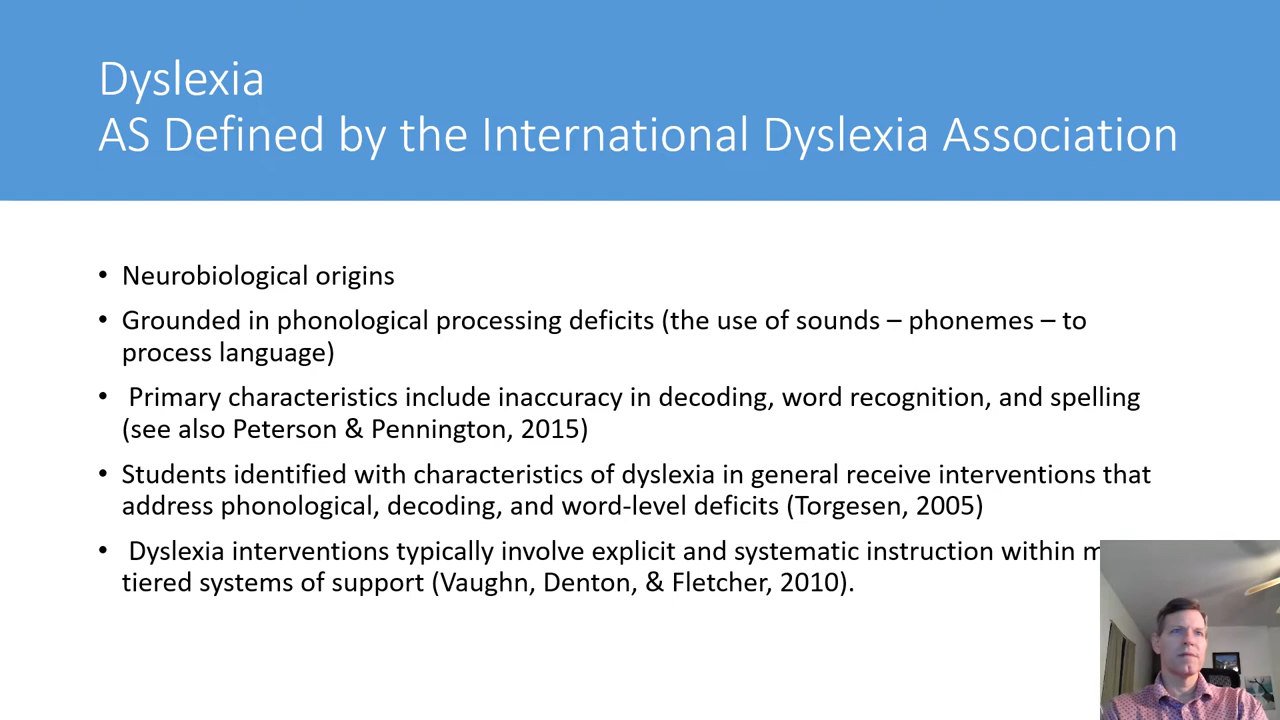 Dyslexia
AS Defined by the International Dyslexia Association
• Neurobiological origins
• Grounded in phonological processing deficits (the use of sounds – phonemes – to
process language)
• Primary characteristics include inaccuracy in decoding, word recognition, and spelling
(see also Peterson & Pennington, 2015)
• Students identified with characteristics of dyslexia in general receive interventions that
address phonological, decoding, and word-level deficits (Torgesen, 2005)
• Dyslexia interventions typically involve explicit and systematic instruction within
tiered systems of support (Vaughn, Denton, & Fletcher, 2010).